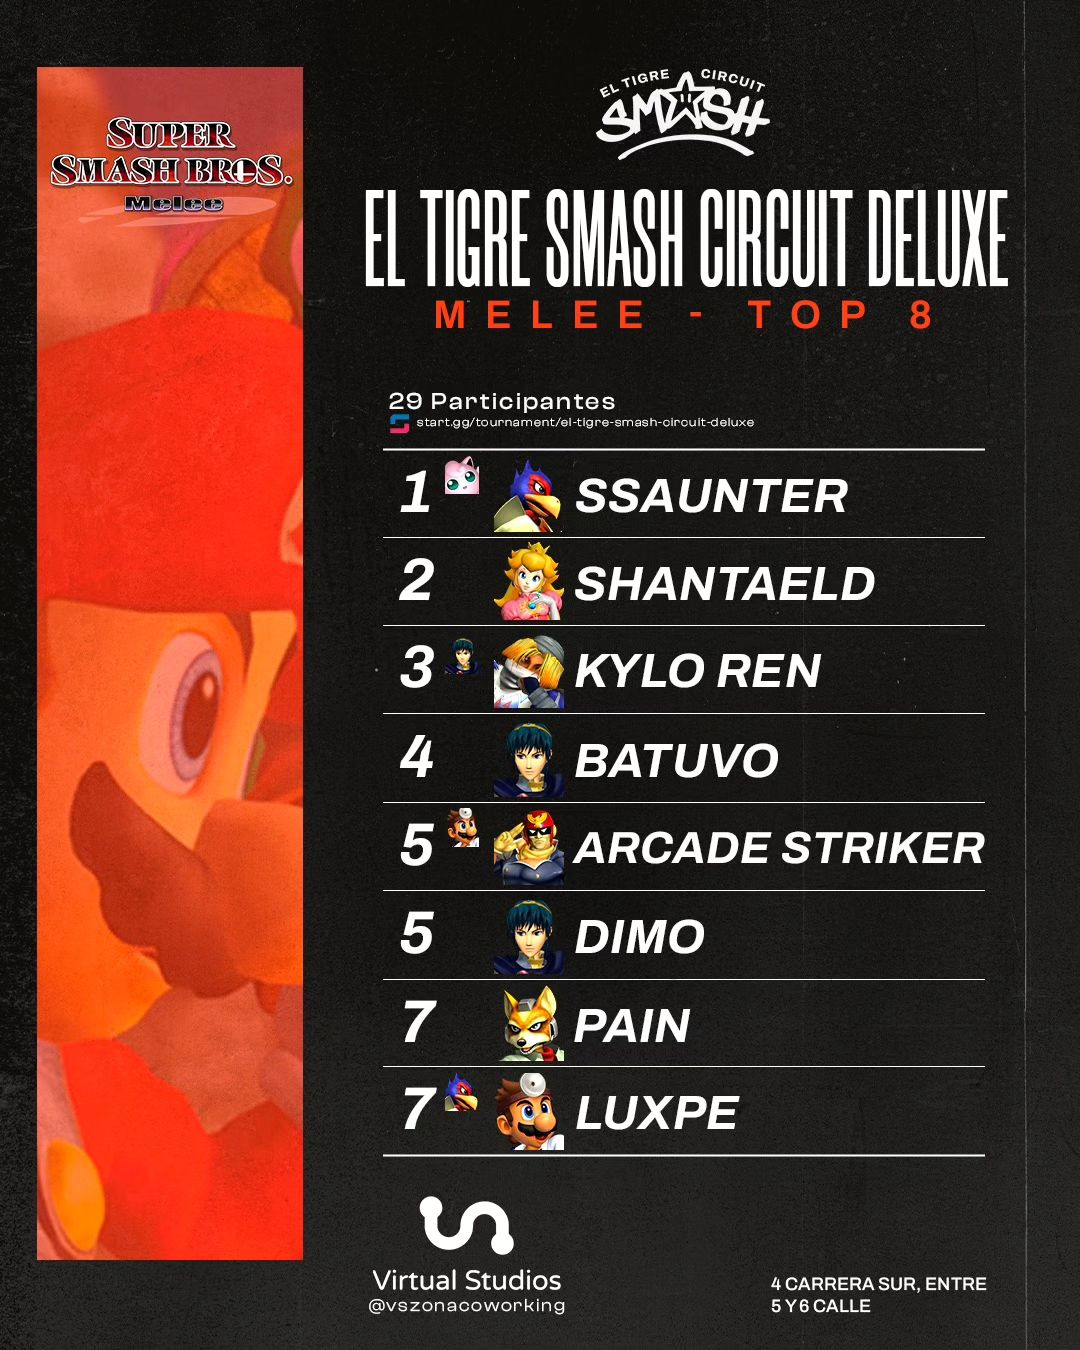 SUPER
SMASH BROS.
Melee
EL TIGRE CIRCUIT
SMASH
EL TIGRE SMASH CIRCUIT DELUXE
MELEE - TOP 8
29 Participantes
start.gg/tournament/el-tigre-smash-circuit-deluxe
1 SSAUNTER
2 SHANTAELD
3 KYLO REN
4 BATUVO
5 ARCADE STRIKER
5 DIMO
7 PAIN
7 LUXPE
Virtual Studios
@vszonacoworking
4 CARRERA SUR, ENTRE
5 Y 6 CALLE